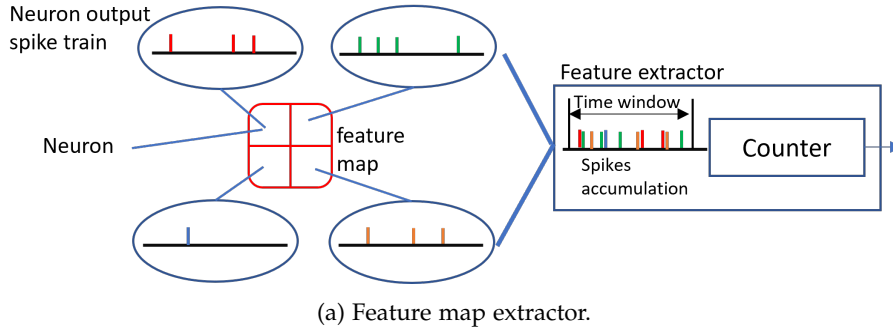 Neuron output
spike train
Neuron
feature
map
Feature extractor
Time window
Spikes
accumulation
Counter
(a) Feature map extractor.